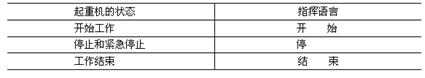 起重机的状态 指挥语言
开始工作 开 始
停止和紧急停止 停
工作结束 结 束